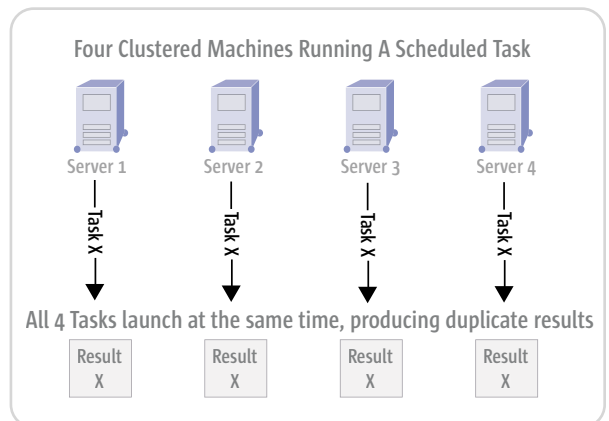 Four Clustered Machines Running A Scheduled Task
Server 1
Server 2
Server 3
Server 4
Task X
Task X
Task X
Task X
All 4 Tasks launch at the same time, producing duplicate results
Result
X
Result
X
Result
X
Result
X